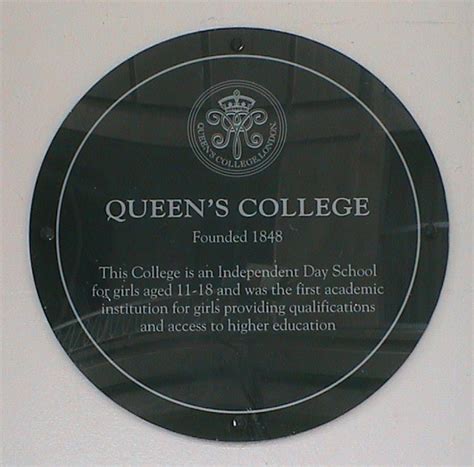 QUEEN'S COLLEGE, LONDON.
QUEEN'S COLLEGE
Founded 1848
This College is an Independent Day School
for girls aged 11-18 and was the first academic
institution for girls providing qualifications
and access to higher education